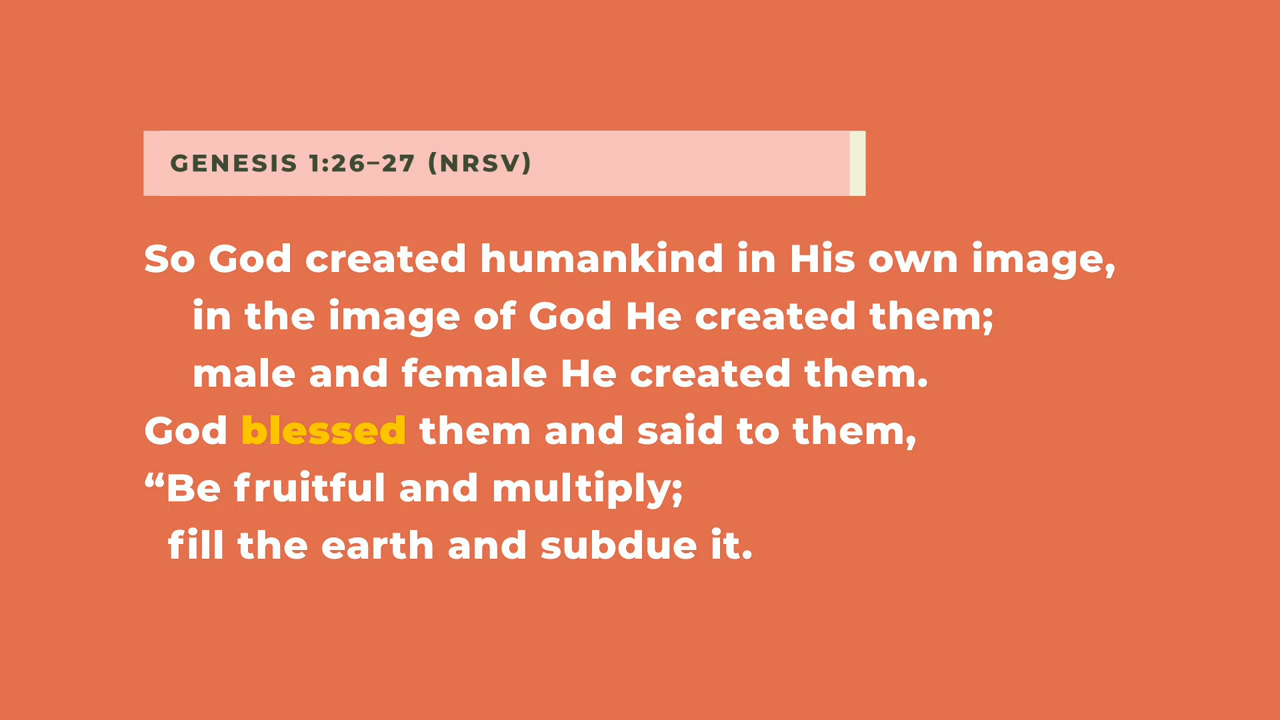 GENESIS 1:26–27 (NRSV)
So God created humankind in His own image,
in the image of God He created them;
male and female He created them.
God blessed them and said to them,
“Be fruitful and multiply;
fill the earth and subdue it.